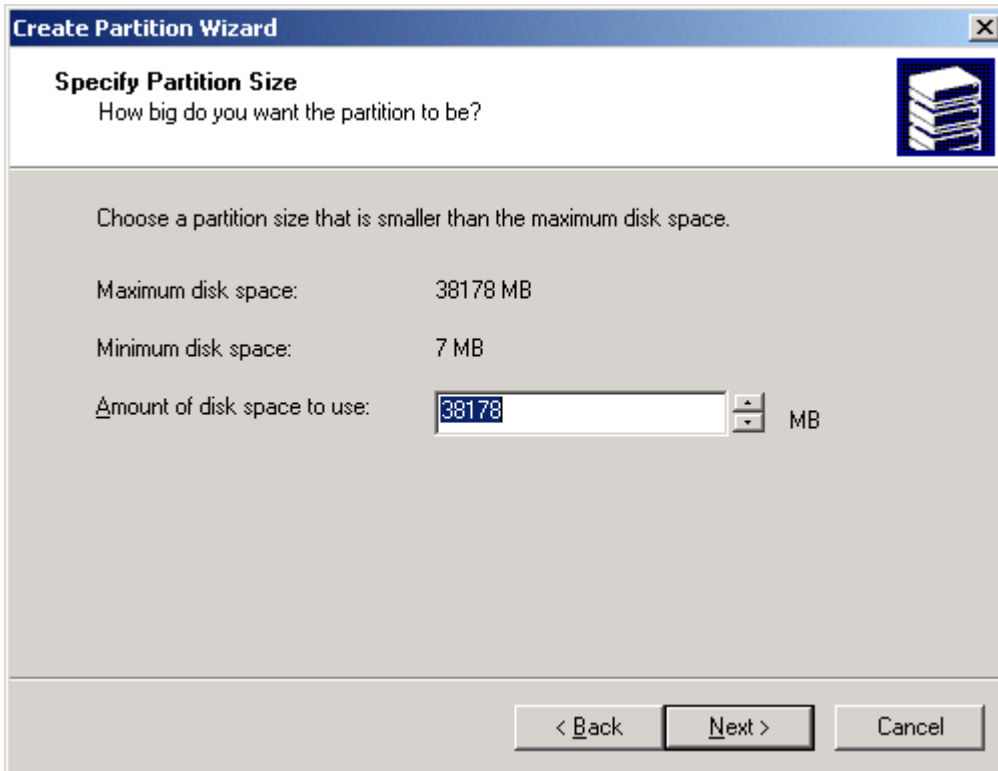 Create Partition Wizard
Specify Partition Size
How big do you want the partition to be?
Choose a partition size that is smaller than the maximum disk space.
Maximum disk space: 38178 MB
Minimum disk space: 7 MB
Amount of disk space to use: 38178 MB
< Back Next > Cancel